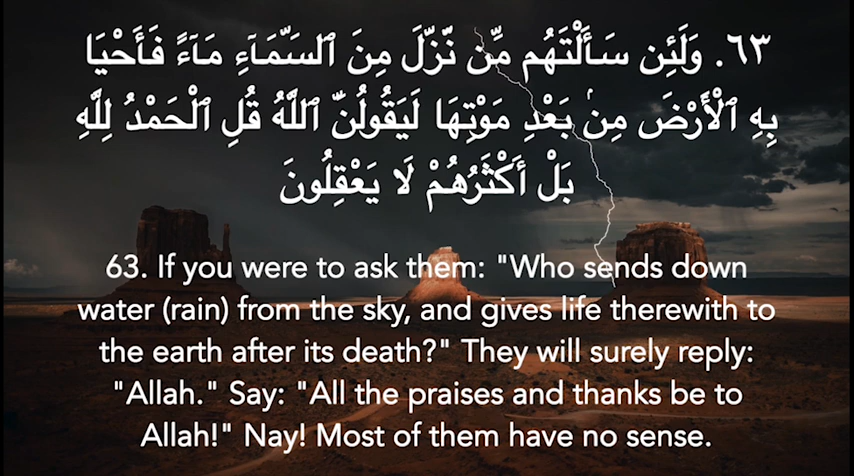 ٦٣. وَلَئِن سَأَلْتَهُم مِّن نَّزَّلَ مِنَ ٱلسَّمَآءِ مَآءً فَأَحْيَا
بِهِ ٱلْأَرْضَ مِنۢ بَعْدِ مَوْتِهَا لَيَقُولُنَّ ٱللَّهُ قُلِ ٱلْحَمْدُ لِلَّهِ
بَلْ أَكْثَرُهُمْ لَا يَعْقِلُونَ
63. If you were to ask them: "Who sends down
water (rain) from the sky, and gives life therewith to
the earth after its death?" They will surely reply:
"Allah." Say: "All the praises and thanks be to
Allah!" Nay! Most of them have no sense.